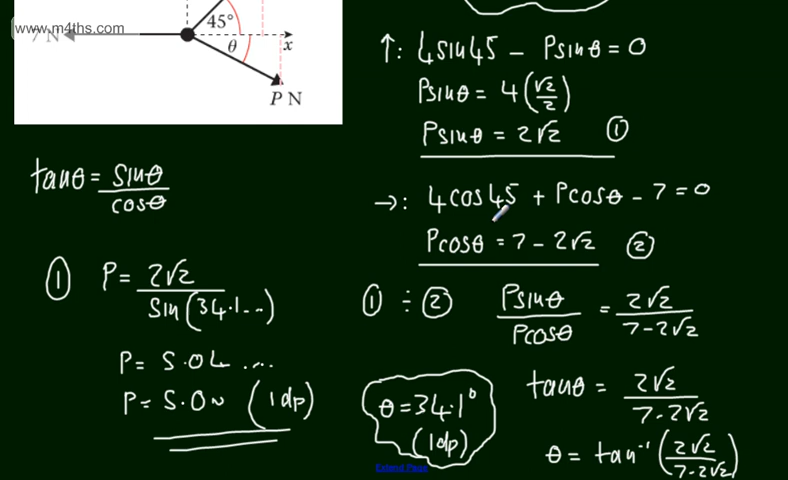 www.m4ths.com
45°
7 N
θ
x
P N
↑: 4sin45 − Psinθ = 0
Psinθ = 4(√2/2)
Psinθ = 2√2 ①
tanθ = sinθ/cosθ
→: 4cos45 + Pcosθ − 7 = 0
Pcosθ = 7 − 2√2 ②
① P = 2√2/sin(34.1...)
P = 5.04....
P = 5.0N (1dp)
① ÷ ② Psinθ/Pcosθ = 2√2/7−2√2
tanθ = 2√2/7−2√2
θ = 34.1° (1dp)
θ = tan⁻¹(2√2/7−2√2)
Extend Page